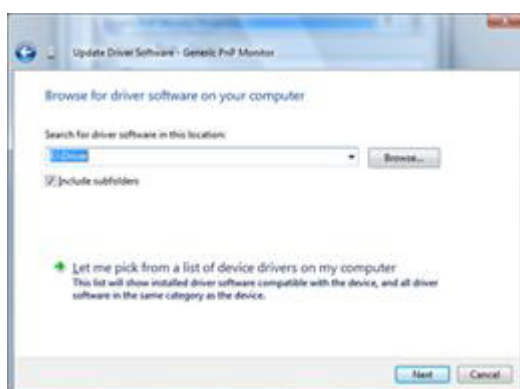 Update Driver Software - Generic PnP Monitor
Browse for driver software on your computer
Search for driver software in this location:
Browse...
Include subfolders
Let me pick from a list of device drivers on my computer
This list will show installed driver software compatible with the device, and all driver
software in the same category as the device.
Next
Cancel